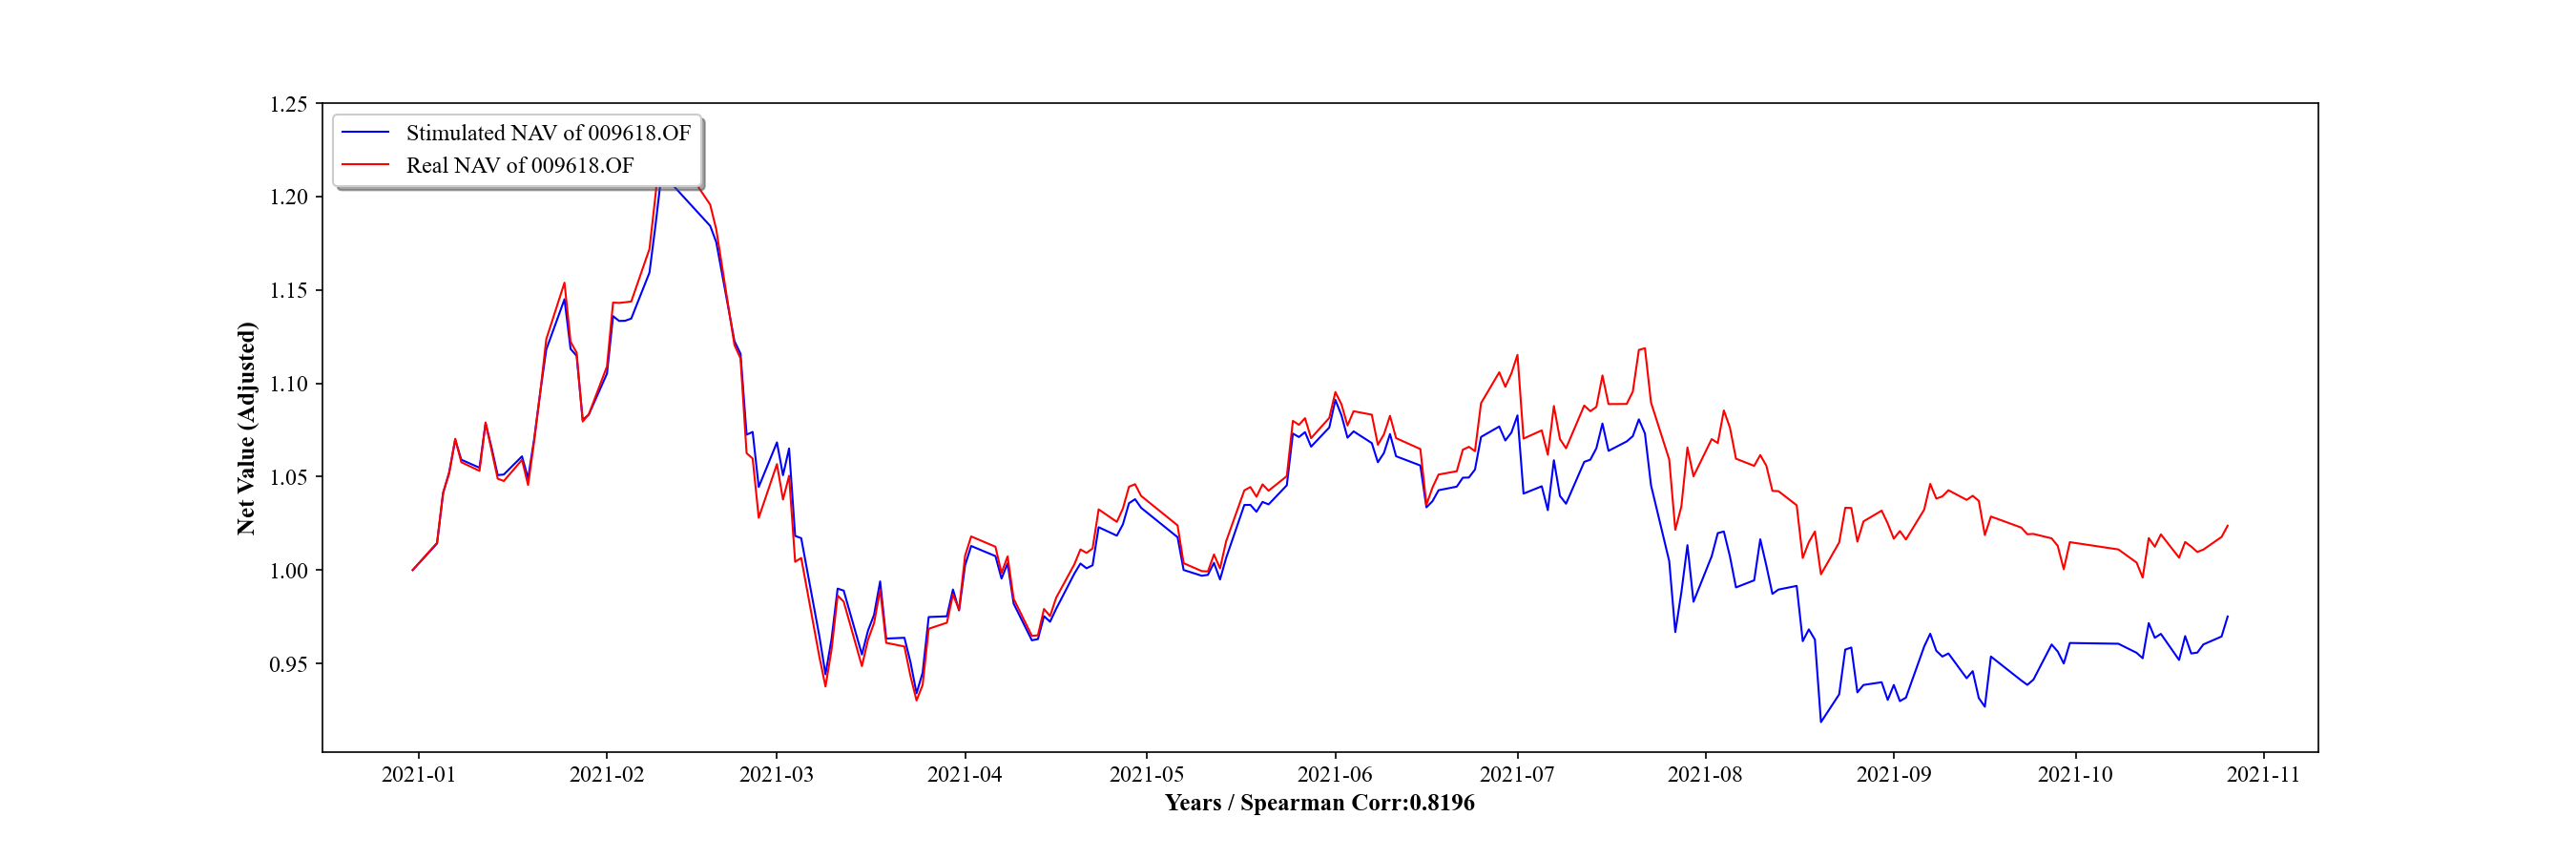 1.25
Stimulated NAV of 009618.OF
Real NAV of 009618.OF
1.20
1.15
1.10
1.05
1.00
0.95
Net Value (Adjusted)
2021-01 2021-02 2021-03 2021-04 2021-05 2021-06 2021-07 2021-08 2021-09 2021-10 2021-11
Years / Spearman Corr:0.8196